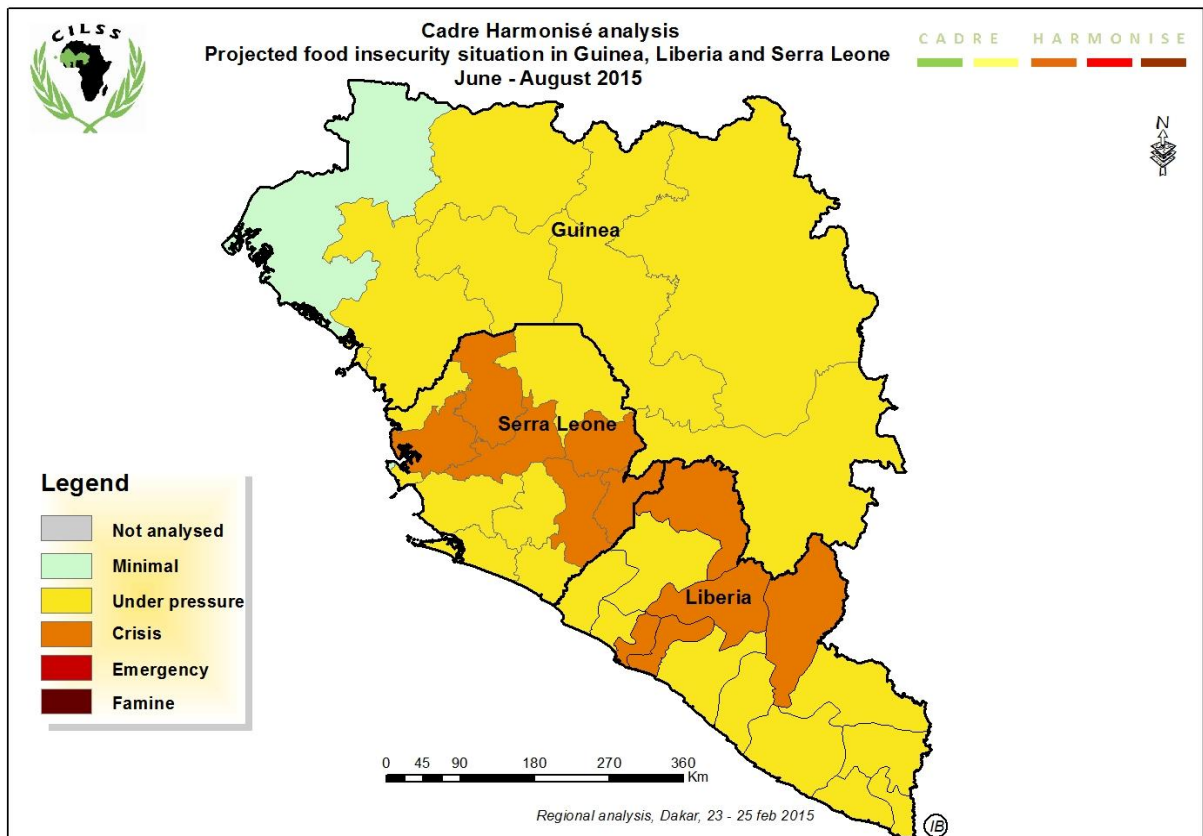 CILSS
Cadre Harmonisé analysis
Projected food insecurity situation in Guinea, Liberia and Serra Leone
June - August 2015
CADRE HARMONISE
N
Guinea
Serra Leone
Liberia
Legend
Not analysed
Minimal
Under pressure
Crisis
Emergency
Famine
0 45 90 180 270 360
Km
Regional analysis, Dakar, 23 - 25 feb 2015
IB